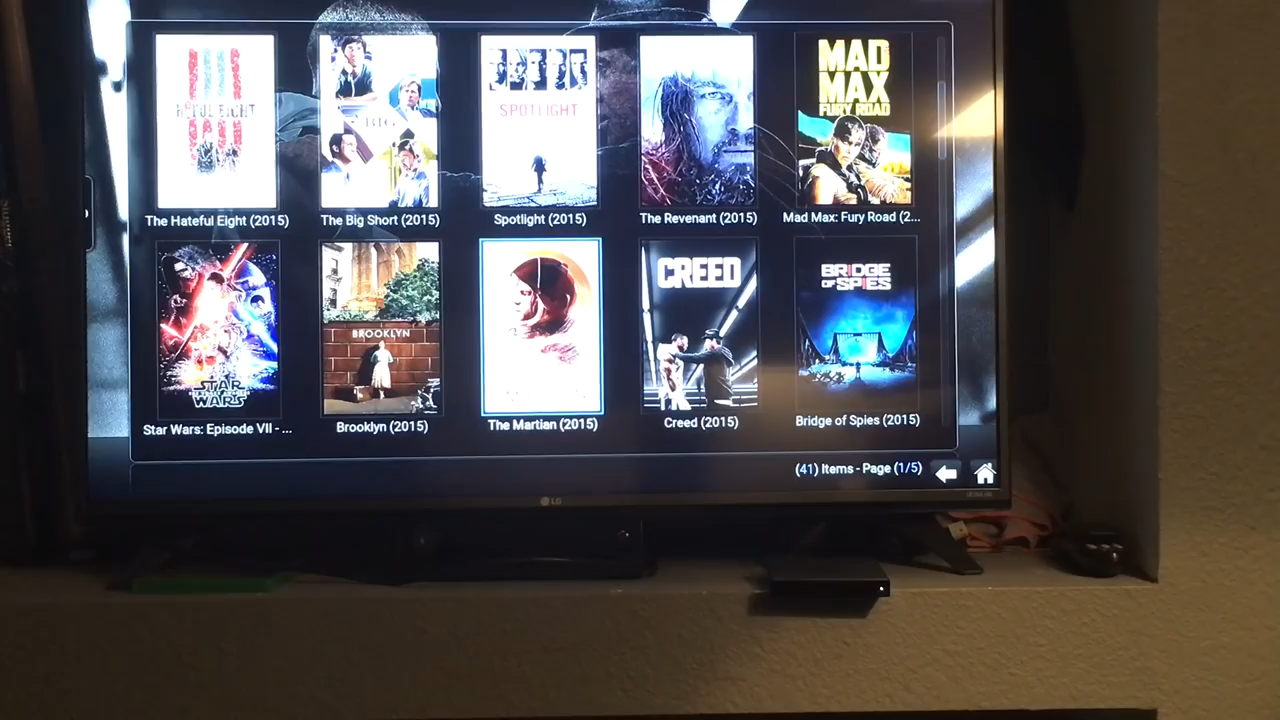 HATEFUL EIGHT
BIG
SPOTLIGHT
MAD
MAX
FURY ROAD
The Hateful Eight (2015)
The Big Short (2015)
Spotlight (2015)
The Revenant (2015)
Mad Max: Fury Road (2...
STAR
WARS
BROOKLYN
CREED
BRIDGE
OF SPIES
Star Wars: Episode VII - ...
Brooklyn (2015)
The Martian (2015)
Creed (2015)
Bridge of Spies (2015)
(41) Items - Page (1/5)
LG